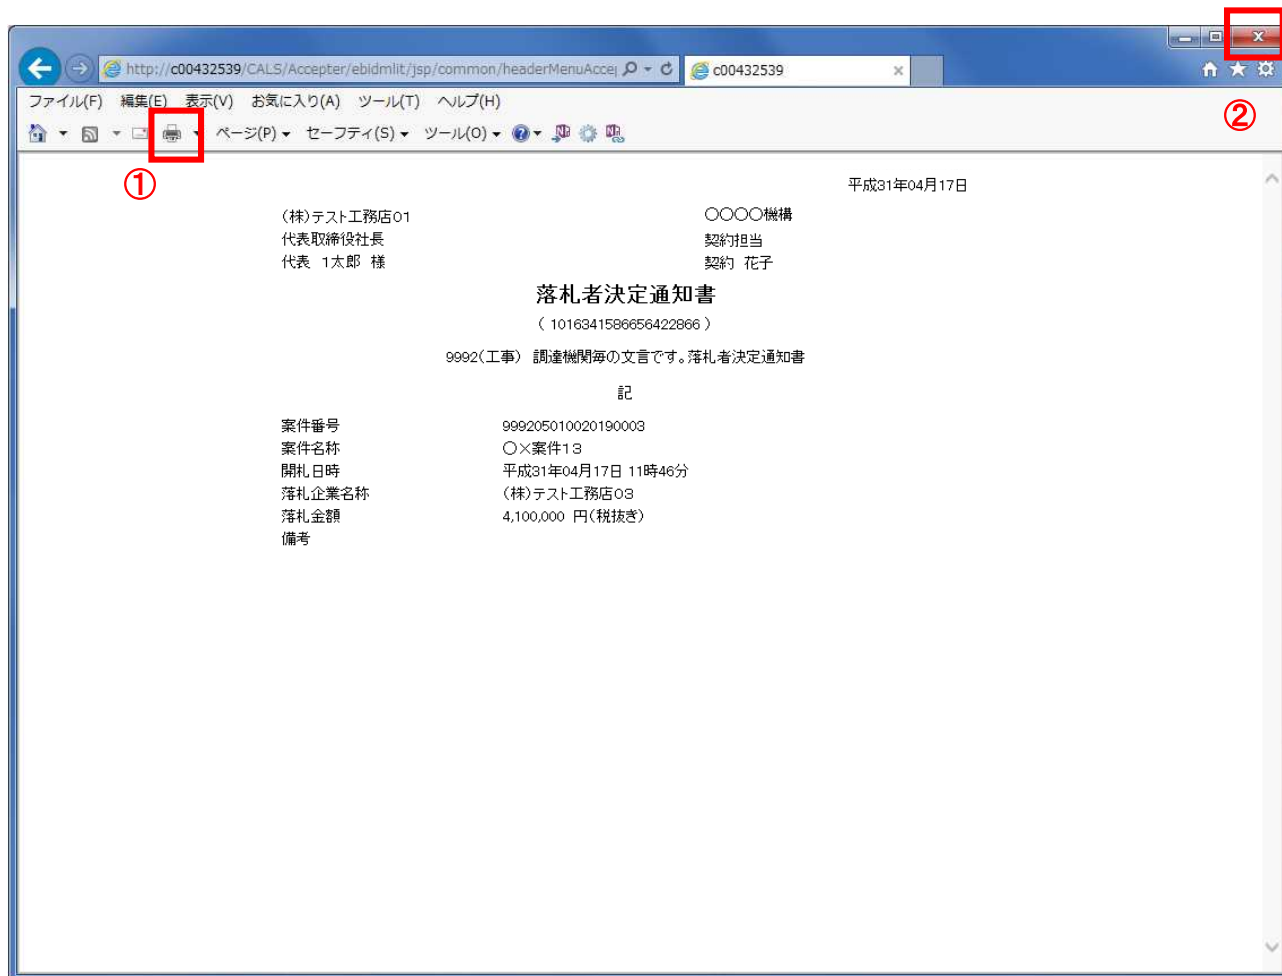 http://c00432539/CALS/Accepter/ebidmlit/jsp/common/headerMenuAccep
c00432539
ファイル(F) 編集(E) 表示(V) お気に入り(A) ツール(T) ヘルプ(H)
ページ(P) セーフティ(S) ツール(O)
①
②
平成31年04月17日
(株)テスト工務店01
〇〇〇〇機構
代表取締役社長
契約担当
代表 1太郎 様
契約 花子
落札者決定通知書
( 1016341586656422866 )
9992(工事) 調達機関毎の文言です。落札者決定通知書
記
案件番号 999205010020190003
案件名称 〇×案件13
開札日時 平成31年04月17日 11時46分
落札企業名称 (株)テスト工務店03
落札金額 4,100,000 円(税抜き)
備考